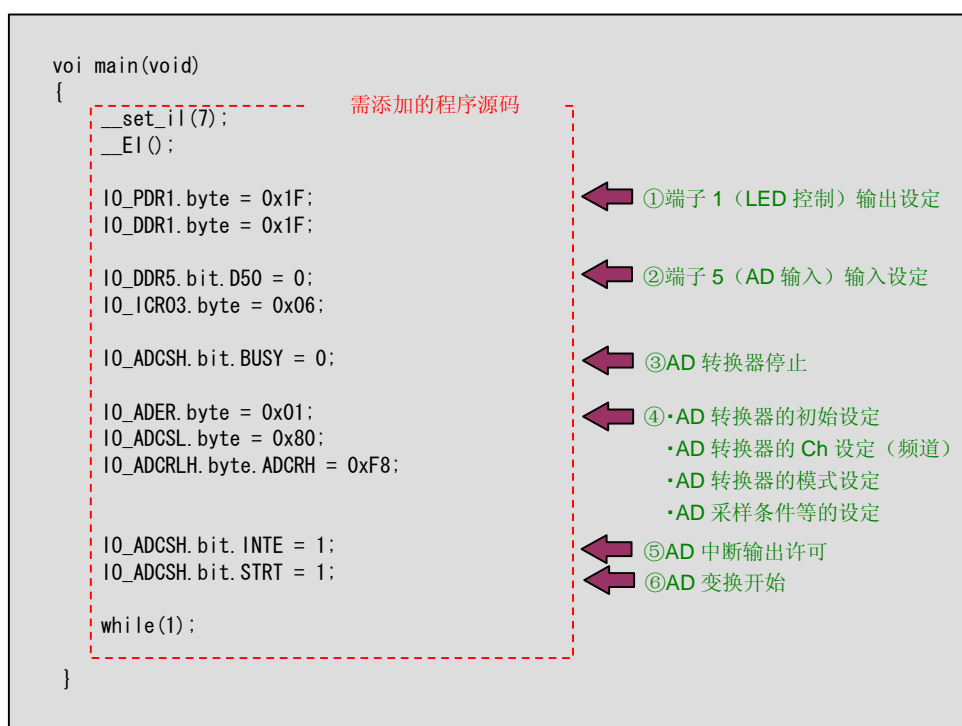 voi main(void)
{
需添加的程序源码
__set_il(7);
__EI();
IO_PDR1.byte = 0x1F;
①端子 1（LED 控制）输出设定
IO_DDR1.byte = 0x1F;
IO_DDR5.bit.D50 = 0;
②端子 5（AD 输入）输入设定
IO_ICR03.byte = 0x06;
IO_ADCSH.bit.BUSY = 0;
③AD 转换器停止
IO_ADER.byte = 0x01;
④・AD 转换器的初始设定
IO_ADCSL.byte = 0x80;
・AD 转换器的 Ch 设定（频道）
IO_ADCRLH.byte.ADCRH = 0xF8;
・AD 转换器的模式设定
・AD 采样条件等的设定
IO_ADCSH.bit.INTE = 1;
⑤AD 中断输出许可
IO_ADCSH.bit.STRT = 1;
⑥AD 变换开始
while(1);
}